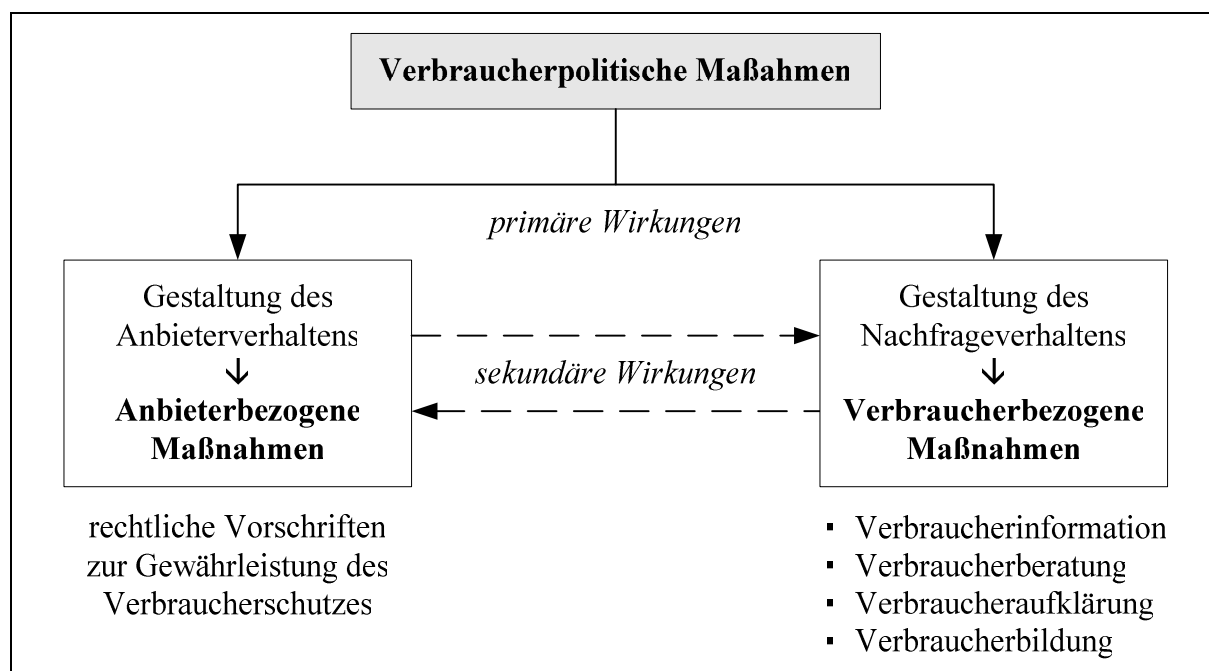 Verbraucherpolitische Maßahmen
primäre Wirkungen
Gestaltung des
Anbieterverhaltens
↓
Anbieterbezogene
Maßnahmen
rechtliche Vorschriften
zur Gewährleistung des
Verbraucherschutzes
sekundäre Wirkungen
Gestaltung des
Nachfrageverhaltens
↓
Verbraucherbezogene
Maßnahmen
▪ Verbraucherinformation
▪ Verbraucherberatung
▪ Verbraucheraufklärung
▪ Verbraucherbildung